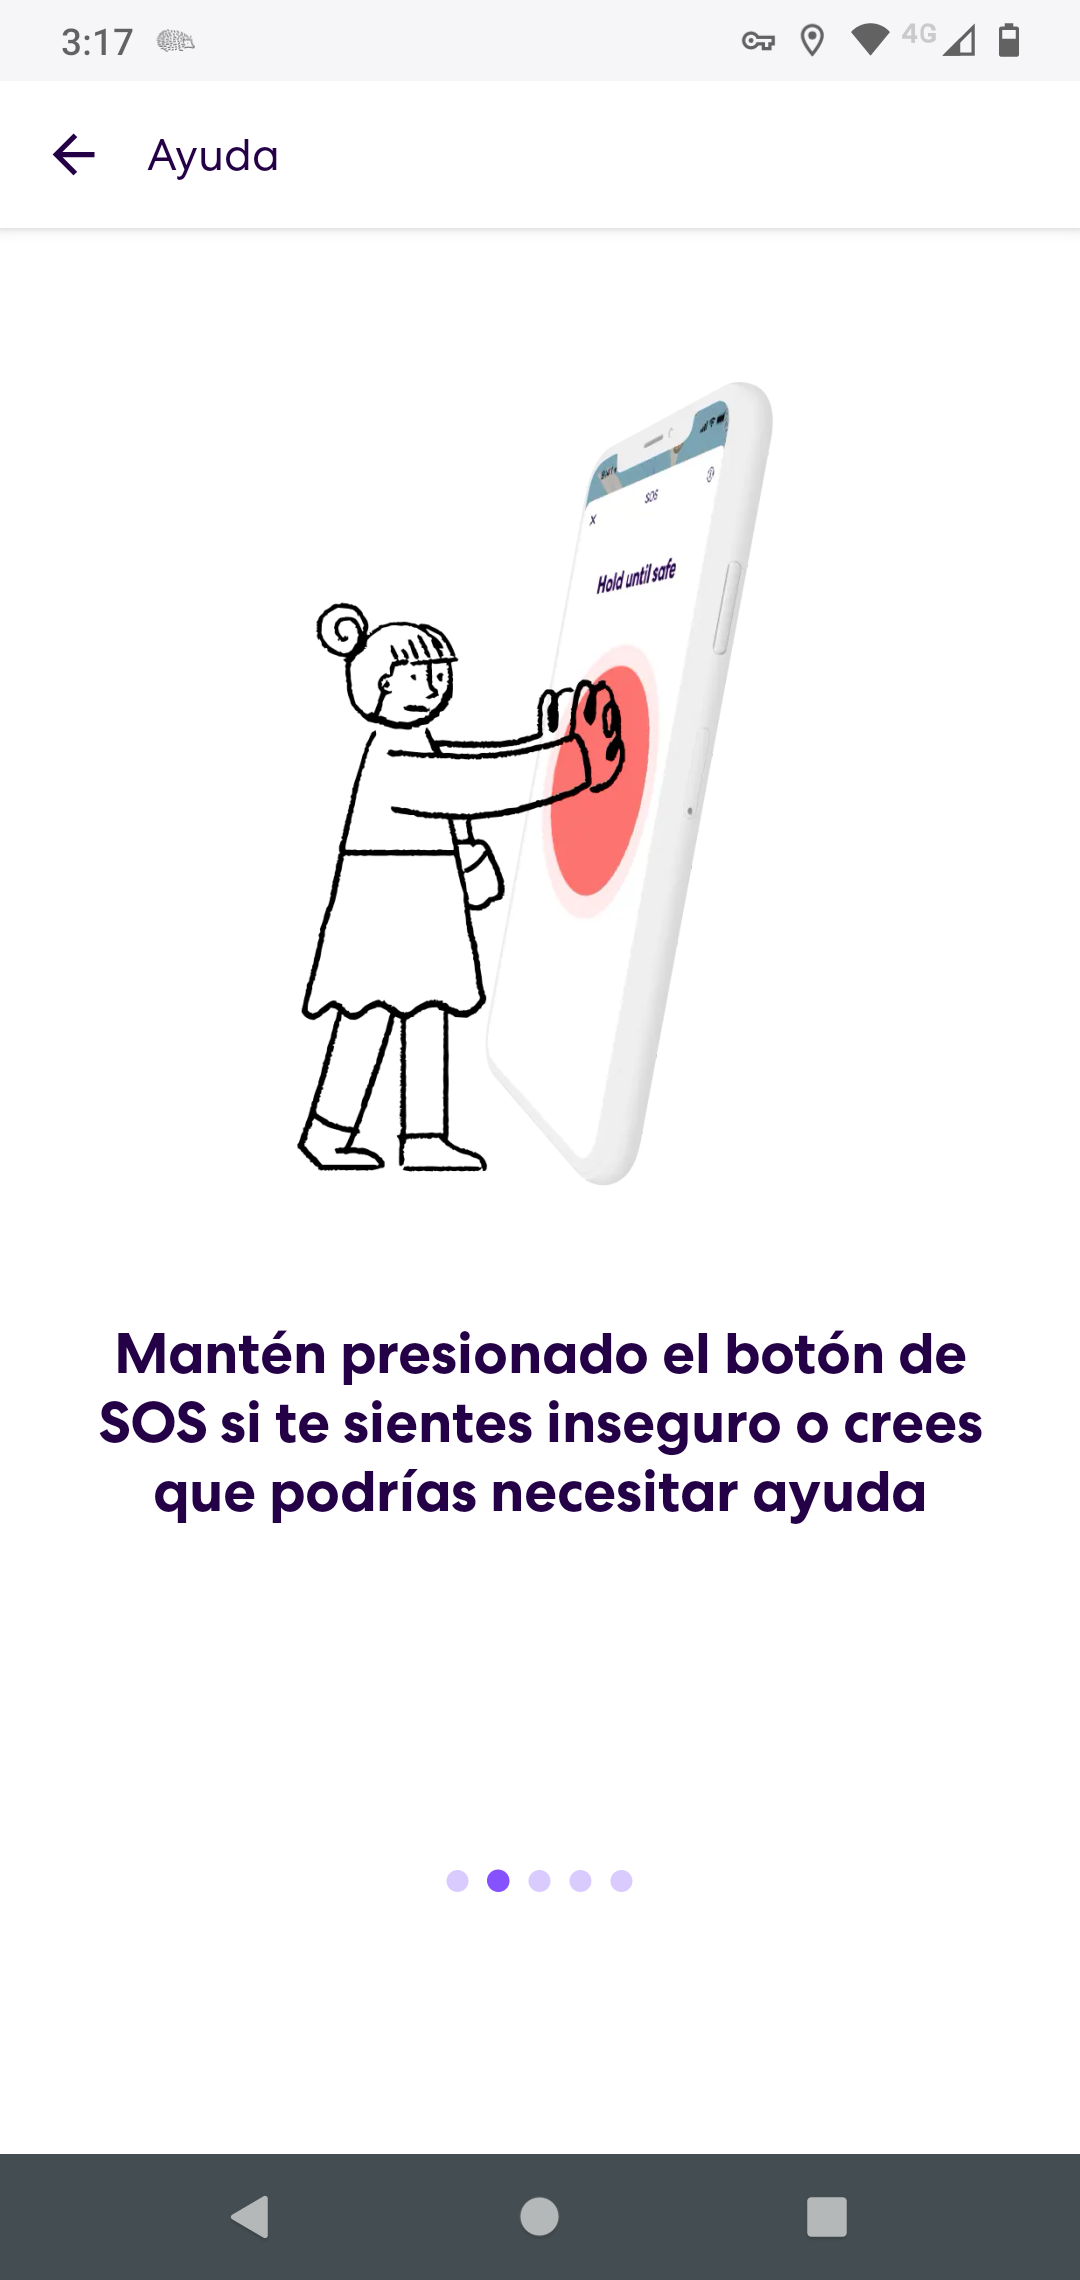 3:17
4G
Ayuda
SOS
Hold until safe
Mantén presionado el botón de
SOS si te sientes inseguro o crees
que podrías necesitar ayuda